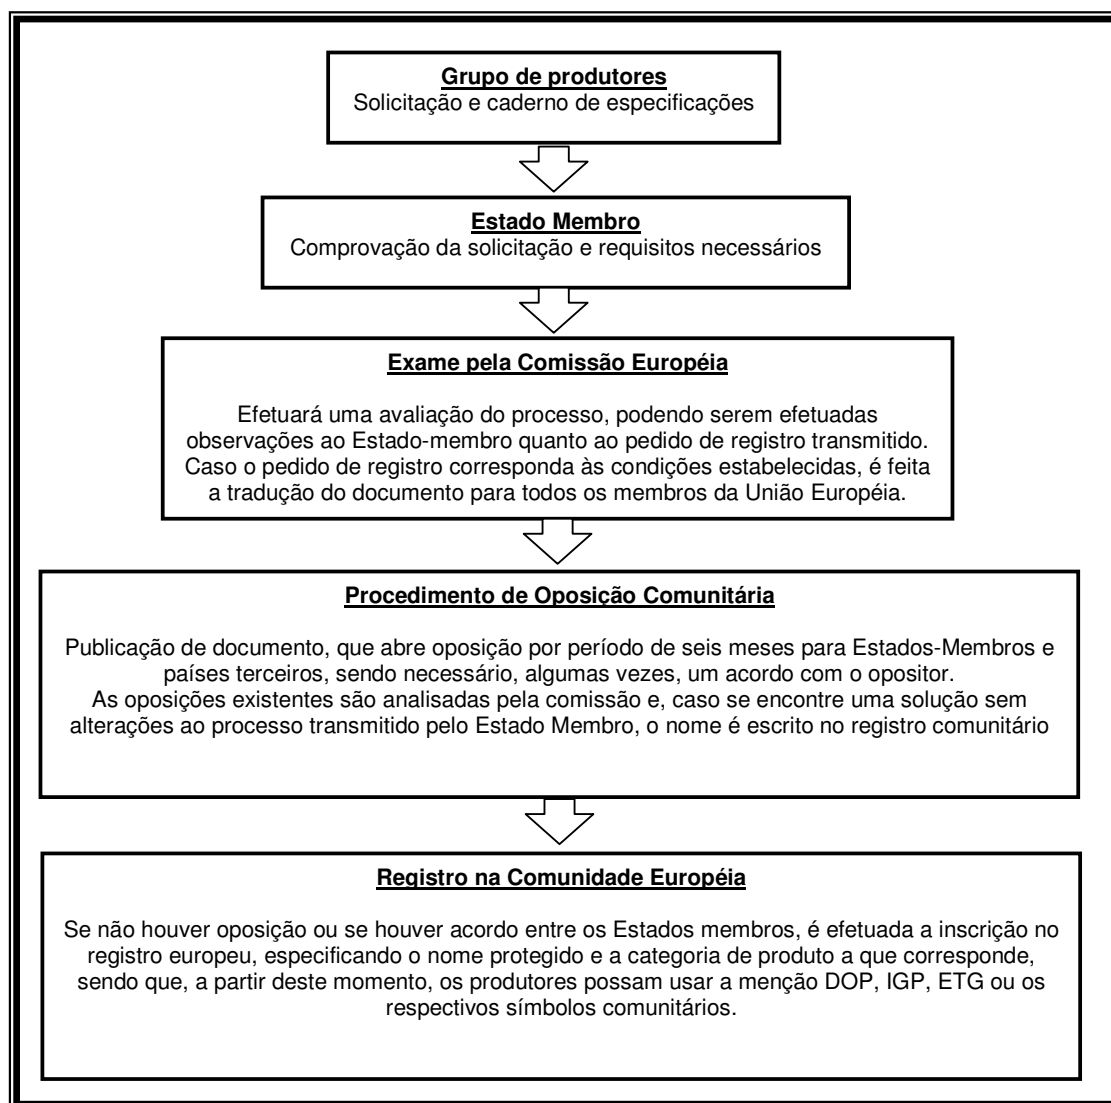 Grupo de produtores
Solicitação e caderno de especificações
Estado Membro
Comprovação da solicitação e requisitos necessários
Exame pela Comissão Européia
Efetuará uma avaliação do processo, podendo serem efetuadas
observações ao Estado-membro quanto ao pedido de registro transmitido.
Caso o pedido de registro corresponda às condições estabelecidas, é feita
a tradução do documento para todos os membros da União Européia.
Procedimento de Oposição Comunitária
Publicação de documento, que abre oposição por período de seis meses para Estados-Membros e
países terceiros, sendo necessário, algumas vezes, um acordo com o opositor.
As oposições existentes são analisadas pela comissão e, caso se encontre uma solução sem
alterações ao processo transmitido pelo Estado Membro, o nome é escrito no registro comunitário
Registro na Comunidade Européia
Se não houver oposição ou se houver acordo entre os Estados membros, é efetuada a inscrição no
registro europeu, especificando o nome protegido e a categoria de produto a que corresponde,
sendo que, a partir deste momento, os produtores possam usar a menção DOP, IGP, ETG ou os
respectivos símbolos comunitários.